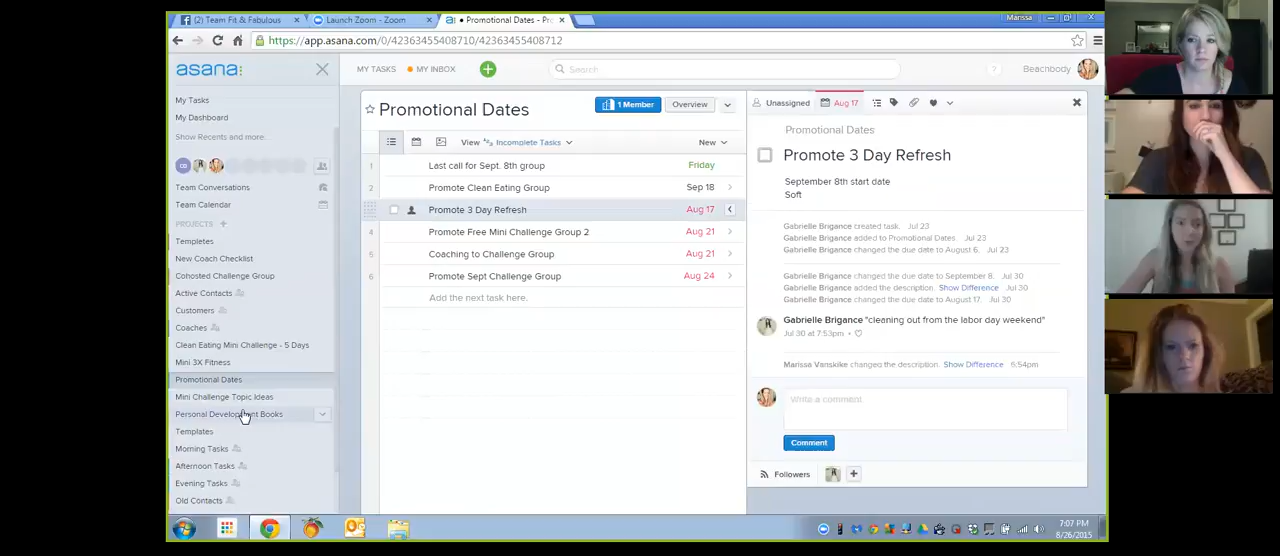 (2) Team Fit & Fabulous
Launch Zoom - Zoom
Promotional Dates - Pro
Marissa
https://app.asana.com/0/42363455408710/42363455408712
asana:
MY TASKS
MY INBOX
Search
?
Beachbody
My Tasks
My Dashboard
Show Recents and more...
Team Conversations
Team Calendar
PROJECTS +
Templates
New Coach Checklist
Cohosted Challenge Group
Active Contacts
Customers
Coaches
Clean Eating Mini Challenge - 5 Days
Mini 3X Fitness
Promotional Dates
Mini Challenge Topic Ideas
Personal Development Books
Templates
Morning Tasks
Afternoon Tasks
Evening Tasks
Old Contacts
Promotional Dates
1 Member
Overview
View Incomplete Tasks
New
1 Last call for Sept. 8th group Friday
2 Promote Clean Eating Group Sep 18
Promote 3 Day Refresh Aug 17
4 Promote Free Mini Challenge Group 2 Aug 21
5 Coaching to Challenge Group Aug 21
6 Promote Sept Challenge Group Aug 24
Add the next task here.
Unassigned
Aug 17
Promotional Dates
Promote 3 Day Refresh
September 8th start date
Soft
Gabrielle Brigance created task. Jul 23
Gabrielle Brigance added to Promotional Dates. Jul 23
Gabrielle Brigance changed the due date to August 6. Jul 23
Gabrielle Brigance changed the due date to September 8. Jul 30
Gabrielle Brigance added the description. Show Difference Jul 30
Gabrielle Brigance changed the due date to August 17. Jul 30
Gabrielle Brigance "cleaning out from the labor day weekend"
Jul 30 at 7:53pm •
Marissa Vanskike changed the description. Show Difference 6:54pm
Write a comment
Comment
Followers
7:07 PM
8/26/2015